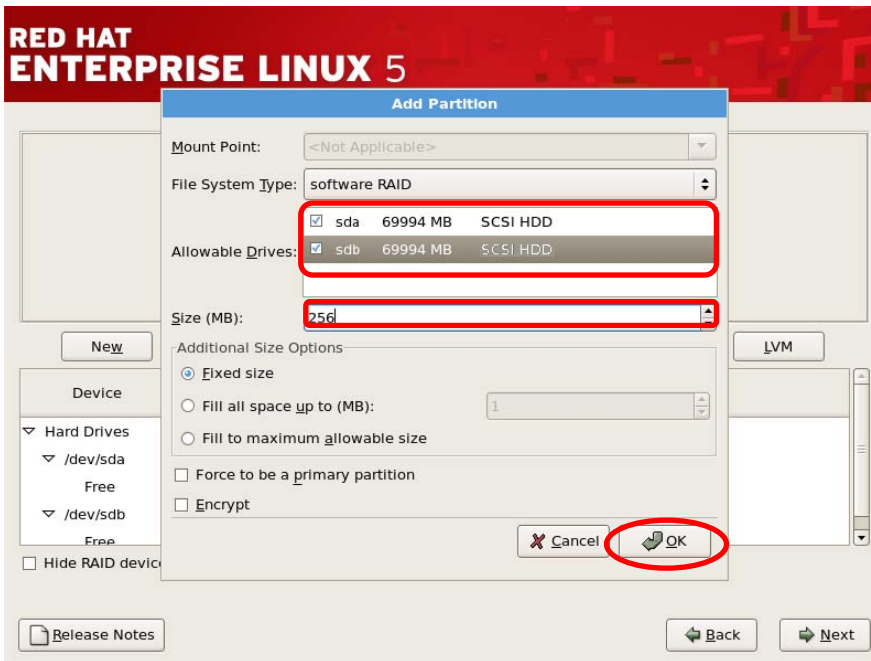 RED HAT
ENTERPRISE LINUX 5
Add Partition
Mount Point: <Not Applicable>
File System Type: software RAID
sda 69994 MB SCSI HDD
Allowable Drives: sdb 69994 MB SCSI HDD
Size (MB): 256
New LVM
Additional Size Options
Fixed size
Device
Fill all space up to (MB): 1
Hard Drives
Fill to maximum allowable size
/dev/sda
Force to be a primary partition
Free
Encrypt
/dev/sdb
Free
Cancel OK
Hide RAID devic
Release Notes Back Next